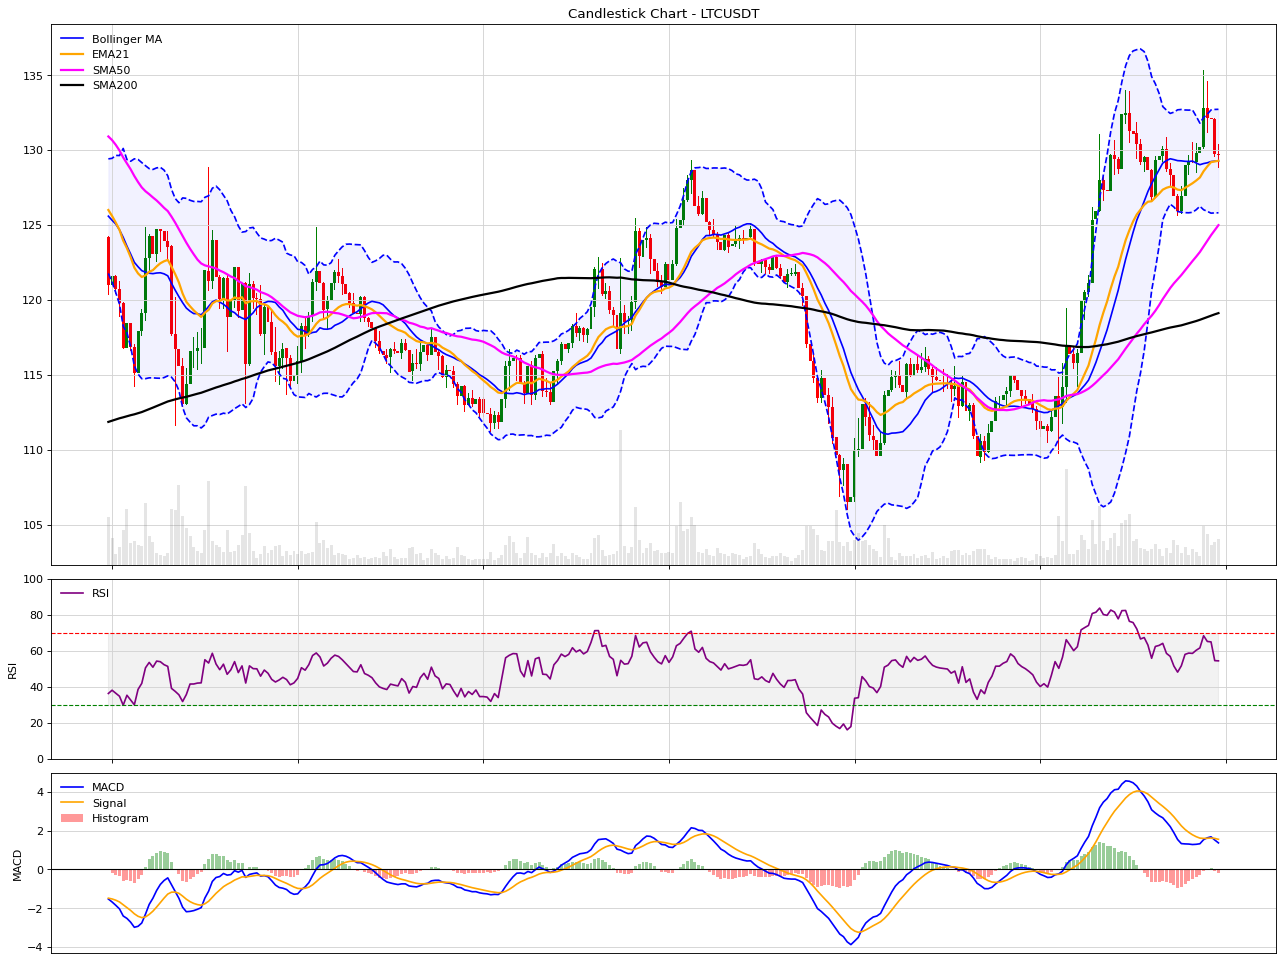 Candlestick Chart - LTCUSDT
Bollinger MA
EMA21
SMA50
SMA200
135
130
125
120
115
110
105
RSI
100
80
60
40
20
0
RSI
MACD
Signal
Histogram
4
2
0
−2
−4
MACD